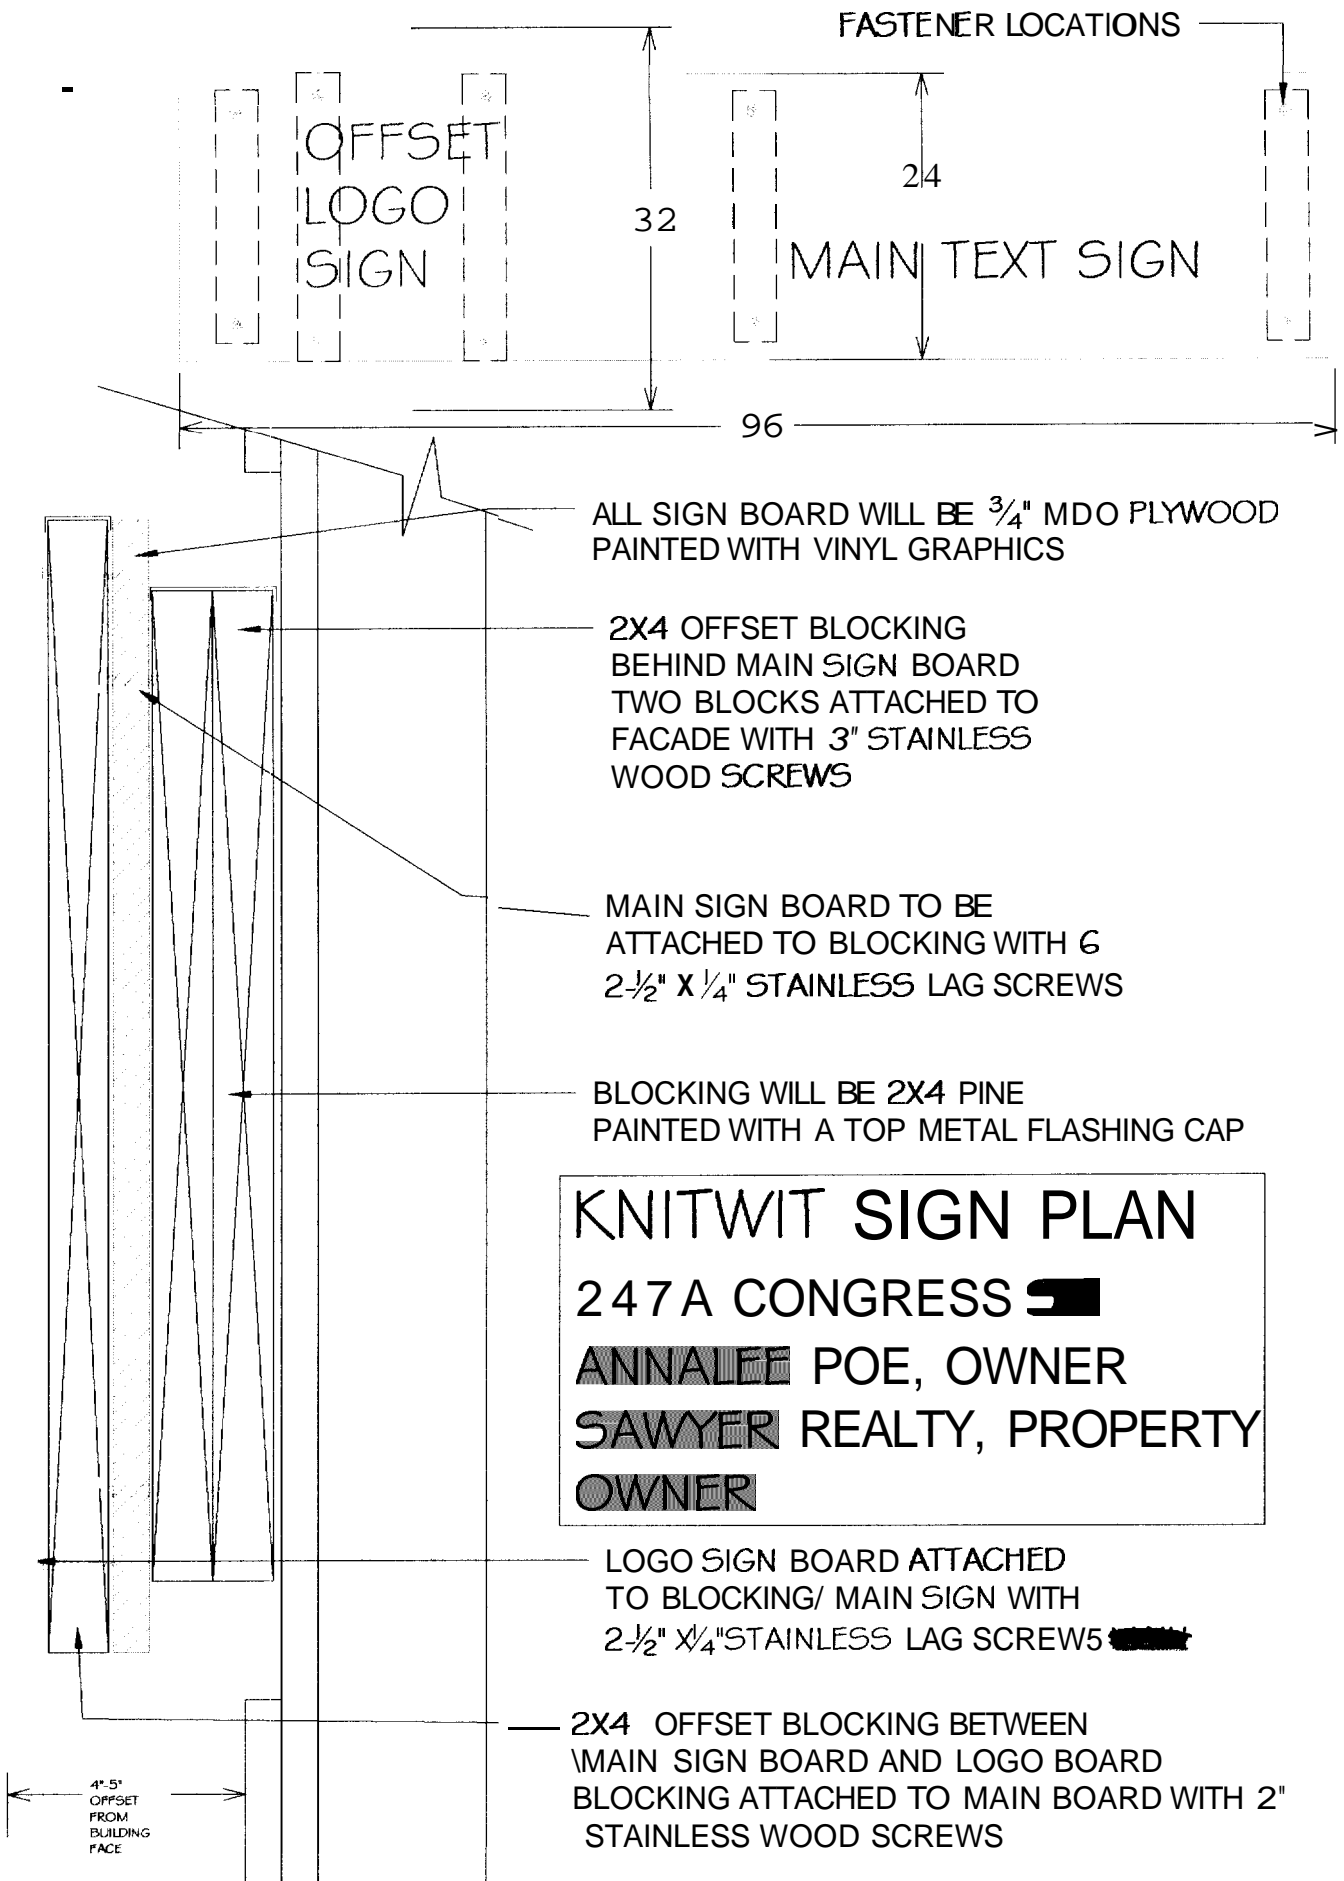 FASTENER LOCATIONS
OFFSET
LOGO
SIGN
32
24
MAIN TEXT SIGN
96
ALL SIGN BOARD WILL BE ¾" MDO PLYWOOD
PAINTED WITH VINYL GRAPHICS
2X4 OFFSET BLOCKING
BEHIND MAIN SIGN BOARD
TWO BLOCKS ATTACHED TO
FACADE WITH 3" STAINLESS
WOOD SCREWS
MAIN SIGN BOARD TO BE
ATTACHED TO BLOCKING WITH 6
2-½" X ¼" STAINLESS LAG SCREWS
BLOCKING WILL BE 2X4 PINE
PAINTED WITH A TOP METAL FLASHING CAP
KNITWIT SIGN PLAN
247A CONGRESS
ANNALEE POE, OWNER
SAWYER REALTY, PROPERTY
OWNER
LOGO SIGN BOARD ATTACHED
TO BLOCKING/ MAIN SIGN WITH
2-½" X¼"STAINLESS LAG SCREW5
2X4 OFFSET BLOCKING BETWEEN
\MAIN SIGN BOARD AND LOGO BOARD
BLOCKING ATTACHED TO MAIN BOARD WITH 2"
STAINLESS WOOD SCREWS
4"-5"
OFFSET
FROM
BUILDING
FACE